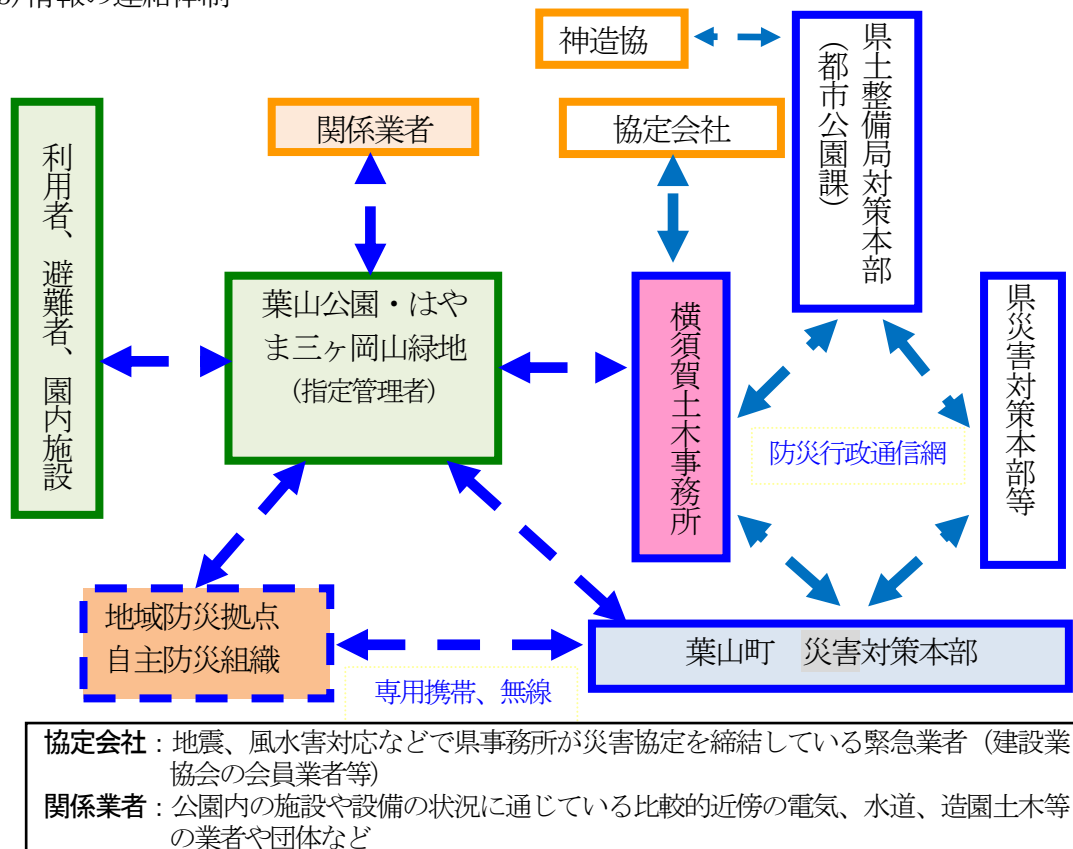 情報の連絡体制
神造協
県土整備局対策本部
(都市公園課)
関係業者
協定会社
利用者、避難者、園内施設
葉山公園・はや
ま三ヶ岡山緑地
(指定管理者)
横須賀土木事務所
県災害対策本部等
防災行政通信網
地域防災拠点
自主防災組織
葉山町 災害対策本部
専用携帯、無線
協定会社：地震、風水害対応などで県事務所が災害協定を締結している緊急業者（建設業
協会の会員業者等）
関係業者：公園内の施設や設備の状況に通じている比較的近傍の電気、水道、造園土木等
の業者や団体など